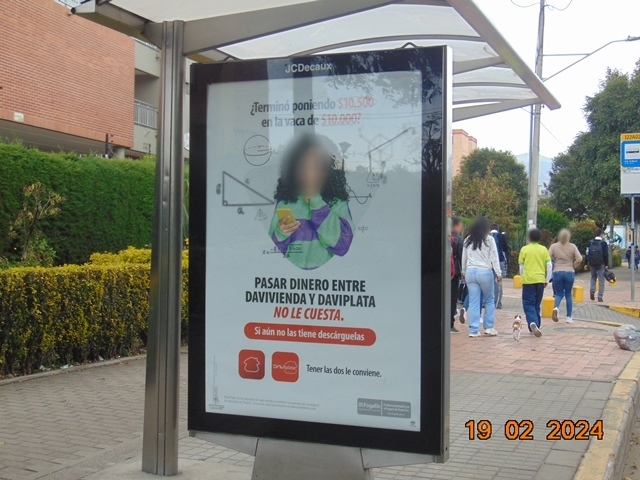 JCDecaux
¿Terminó poniendo $10.500
en la vaca de $10.000?
PASAR DINERO ENTRE
DAVIVIENDA Y DAVIPLATA
NO LE CUESTA.
Si aún no las tiene descárguelas
Tener las dos le conviene.
19 02 2024